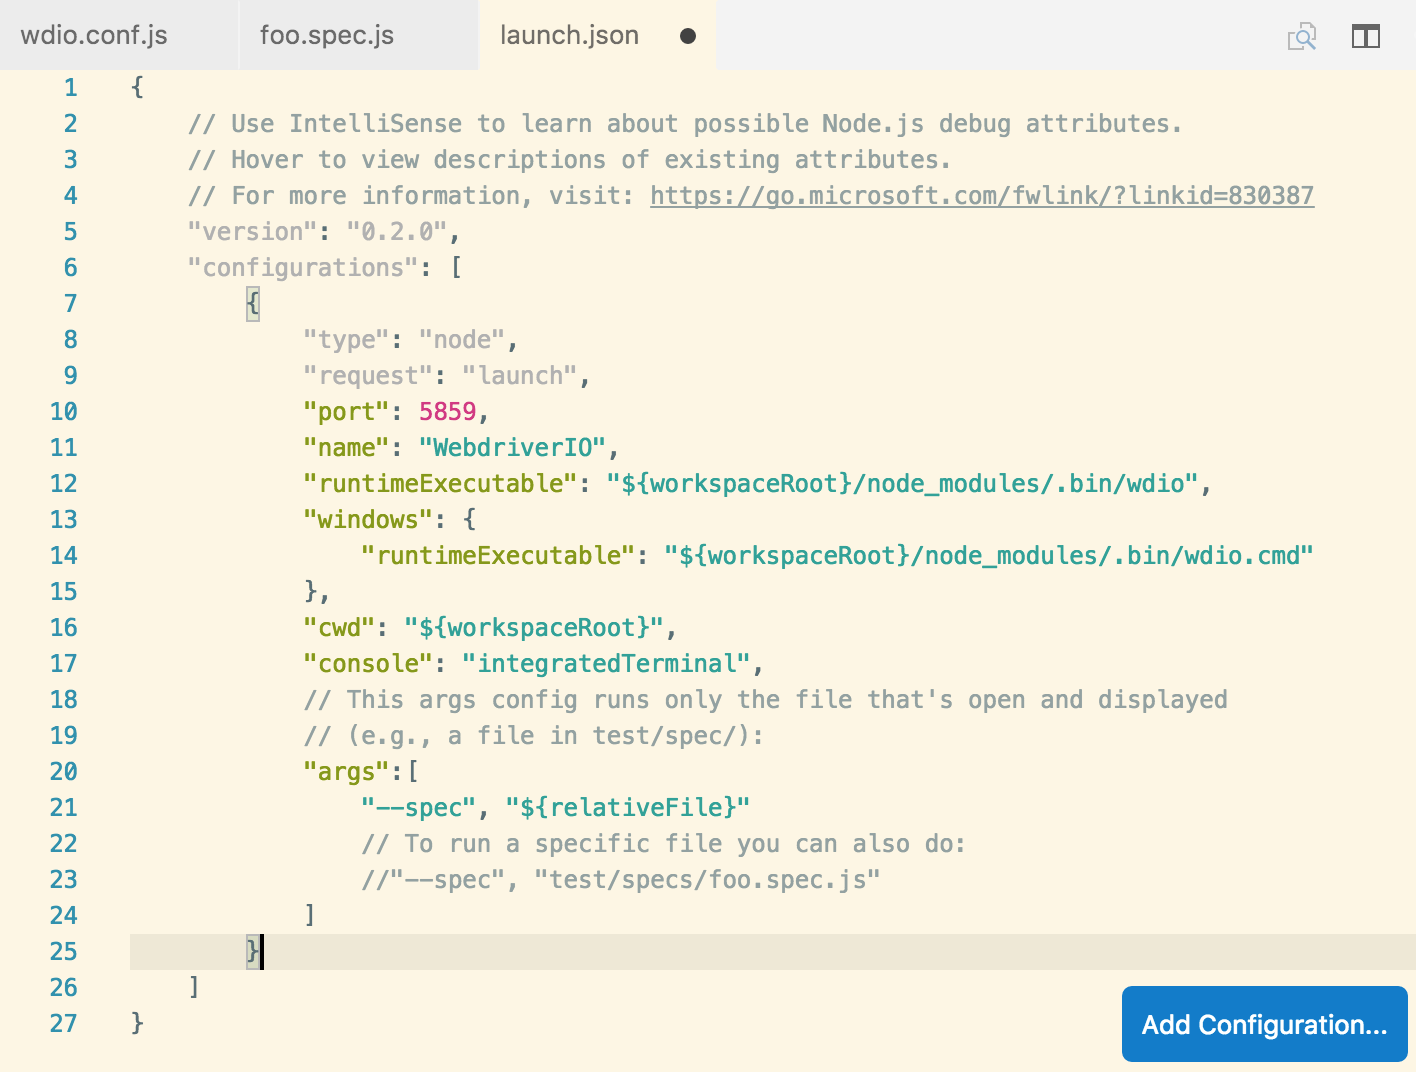 wdio.conf.js foo.spec.js launch.json
1 {
2 // Use IntelliSense to learn about possible Node.js debug attributes.
3 // Hover to view descriptions of existing attributes.
4 // For more information, visit: https://go.microsoft.com/fwlink/?linkid=830387
5 "version": "0.2.0",
6 "configurations": [
7 {
8 "type": "node",
9 "request": "launch",
10 "port": 5859,
11 "name": "WebdriverIO",
12 "runtimeExecutable": "${workspaceRoot}/node_modules/.bin/wdio",
13 "windows": {
14 "runtimeExecutable": "${workspaceRoot}/node_modules/.bin/wdio.cmd"
15 },
16 "cwd": "${workspaceRoot}",
17 "console": "integratedTerminal",
18 // This args config runs only the file that's open and displayed
19 // (e.g., a file in test/spec/):
20 "args":[
21 "--spec", "${relativeFile}"
22 // To run a specific file you can also do:
23 //"--spec", "test/specs/foo.spec.js"
24 ]
25 }
26 ]
27 }
Add Configuration...